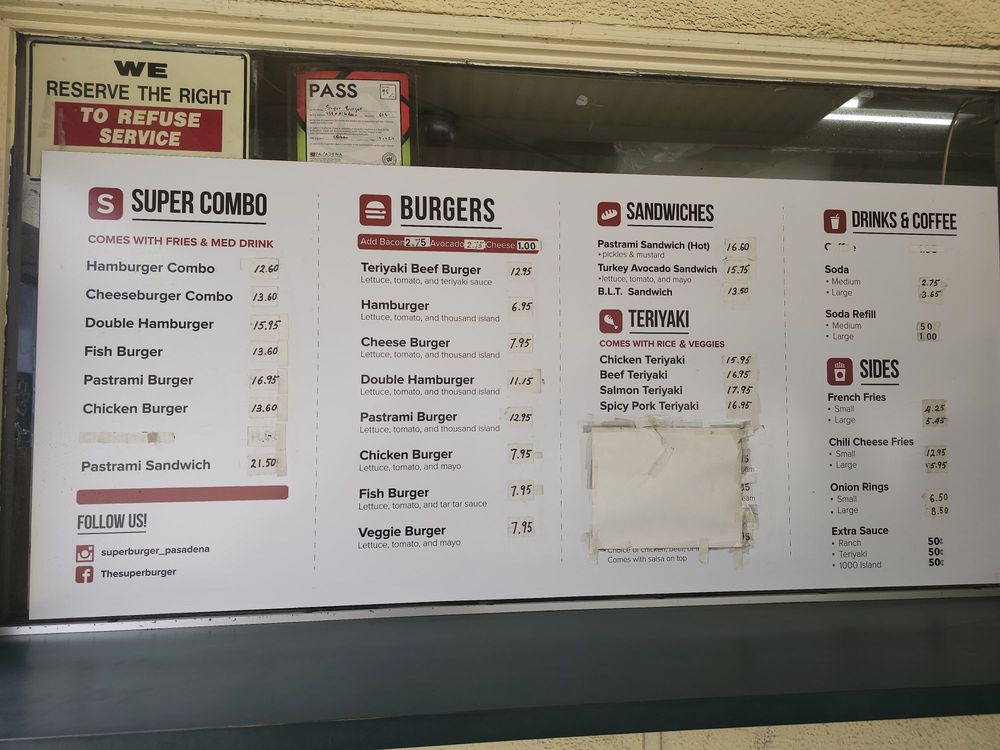 WE
RESERVE THE RIGHT
TO REFUSE
SERVICE
PASS
Super Burger
PASADENA
S SUPER COMBO
COMES WITH FRIES & MED DRINK
Hamburger Combo 12.60
Cheeseburger Combo 13.60
Double Hamburger 15.95
Fish Burger 13.60
Pastrami Burger 16.95
Chicken Burger 13.60
Pastrami Sandwich 21.50
FOLLOW US!
superburger_pasadena
Thesuperburger
BURGERS
Add Bacon 2.75 Avocado 2.75 Cheese 1.00
Teriyaki Beef Burger 12.95
Lettuce, tomato, and teriyaki sauce
Hamburger 6.95
Lettuce, tomato, and thousand island
Cheese Burger 7.95
Lettuce, tomato, and thousand island
Double Hamburger 11.15
Lettuce, tomato, and thousand island
Pastrami Burger 12.95
Lettuce, tomato, and thousand island
Chicken Burger 7.95
Lettuce, tomato, and mayo
Fish Burger 7.95
Lettuce, tomato, and tar tar sauce
Veggie Burger 7.95
Lettuce, tomato, and mayo
SANDWICHES
Pastrami Sandwich (Hot) 16.60
•pickles & mustard
Turkey Avocado Sandwich 15.75
•lettuce, tomato, and mayo
B.L.T. Sandwich 13.50
TERIYAKI
COMES WITH RICE & VEGGIES
Chicken Teriyaki 15.95
Beef Teriyaki 16.95
Salmon Teriyaki 17.95
Spicy Pork Teriyaki 16.95
Choice of chicken, beef, or
Comes with salsa on top
DRINKS & COFFEE
Soda
• Medium 2.75
• Large 3.65
Soda Refill
• Medium 50
• Large 1 00
SIDES
French Fries
• Small 4.25
• Large 5.45
Chili Cheese Fries
• Small 12.95
• Large 5.95
Onion Rings
• Small 6.50
• Large 8.50
Extra Sauce
• Ranch 50¢
• Teriyaki 50¢
• 1000 Island 50¢